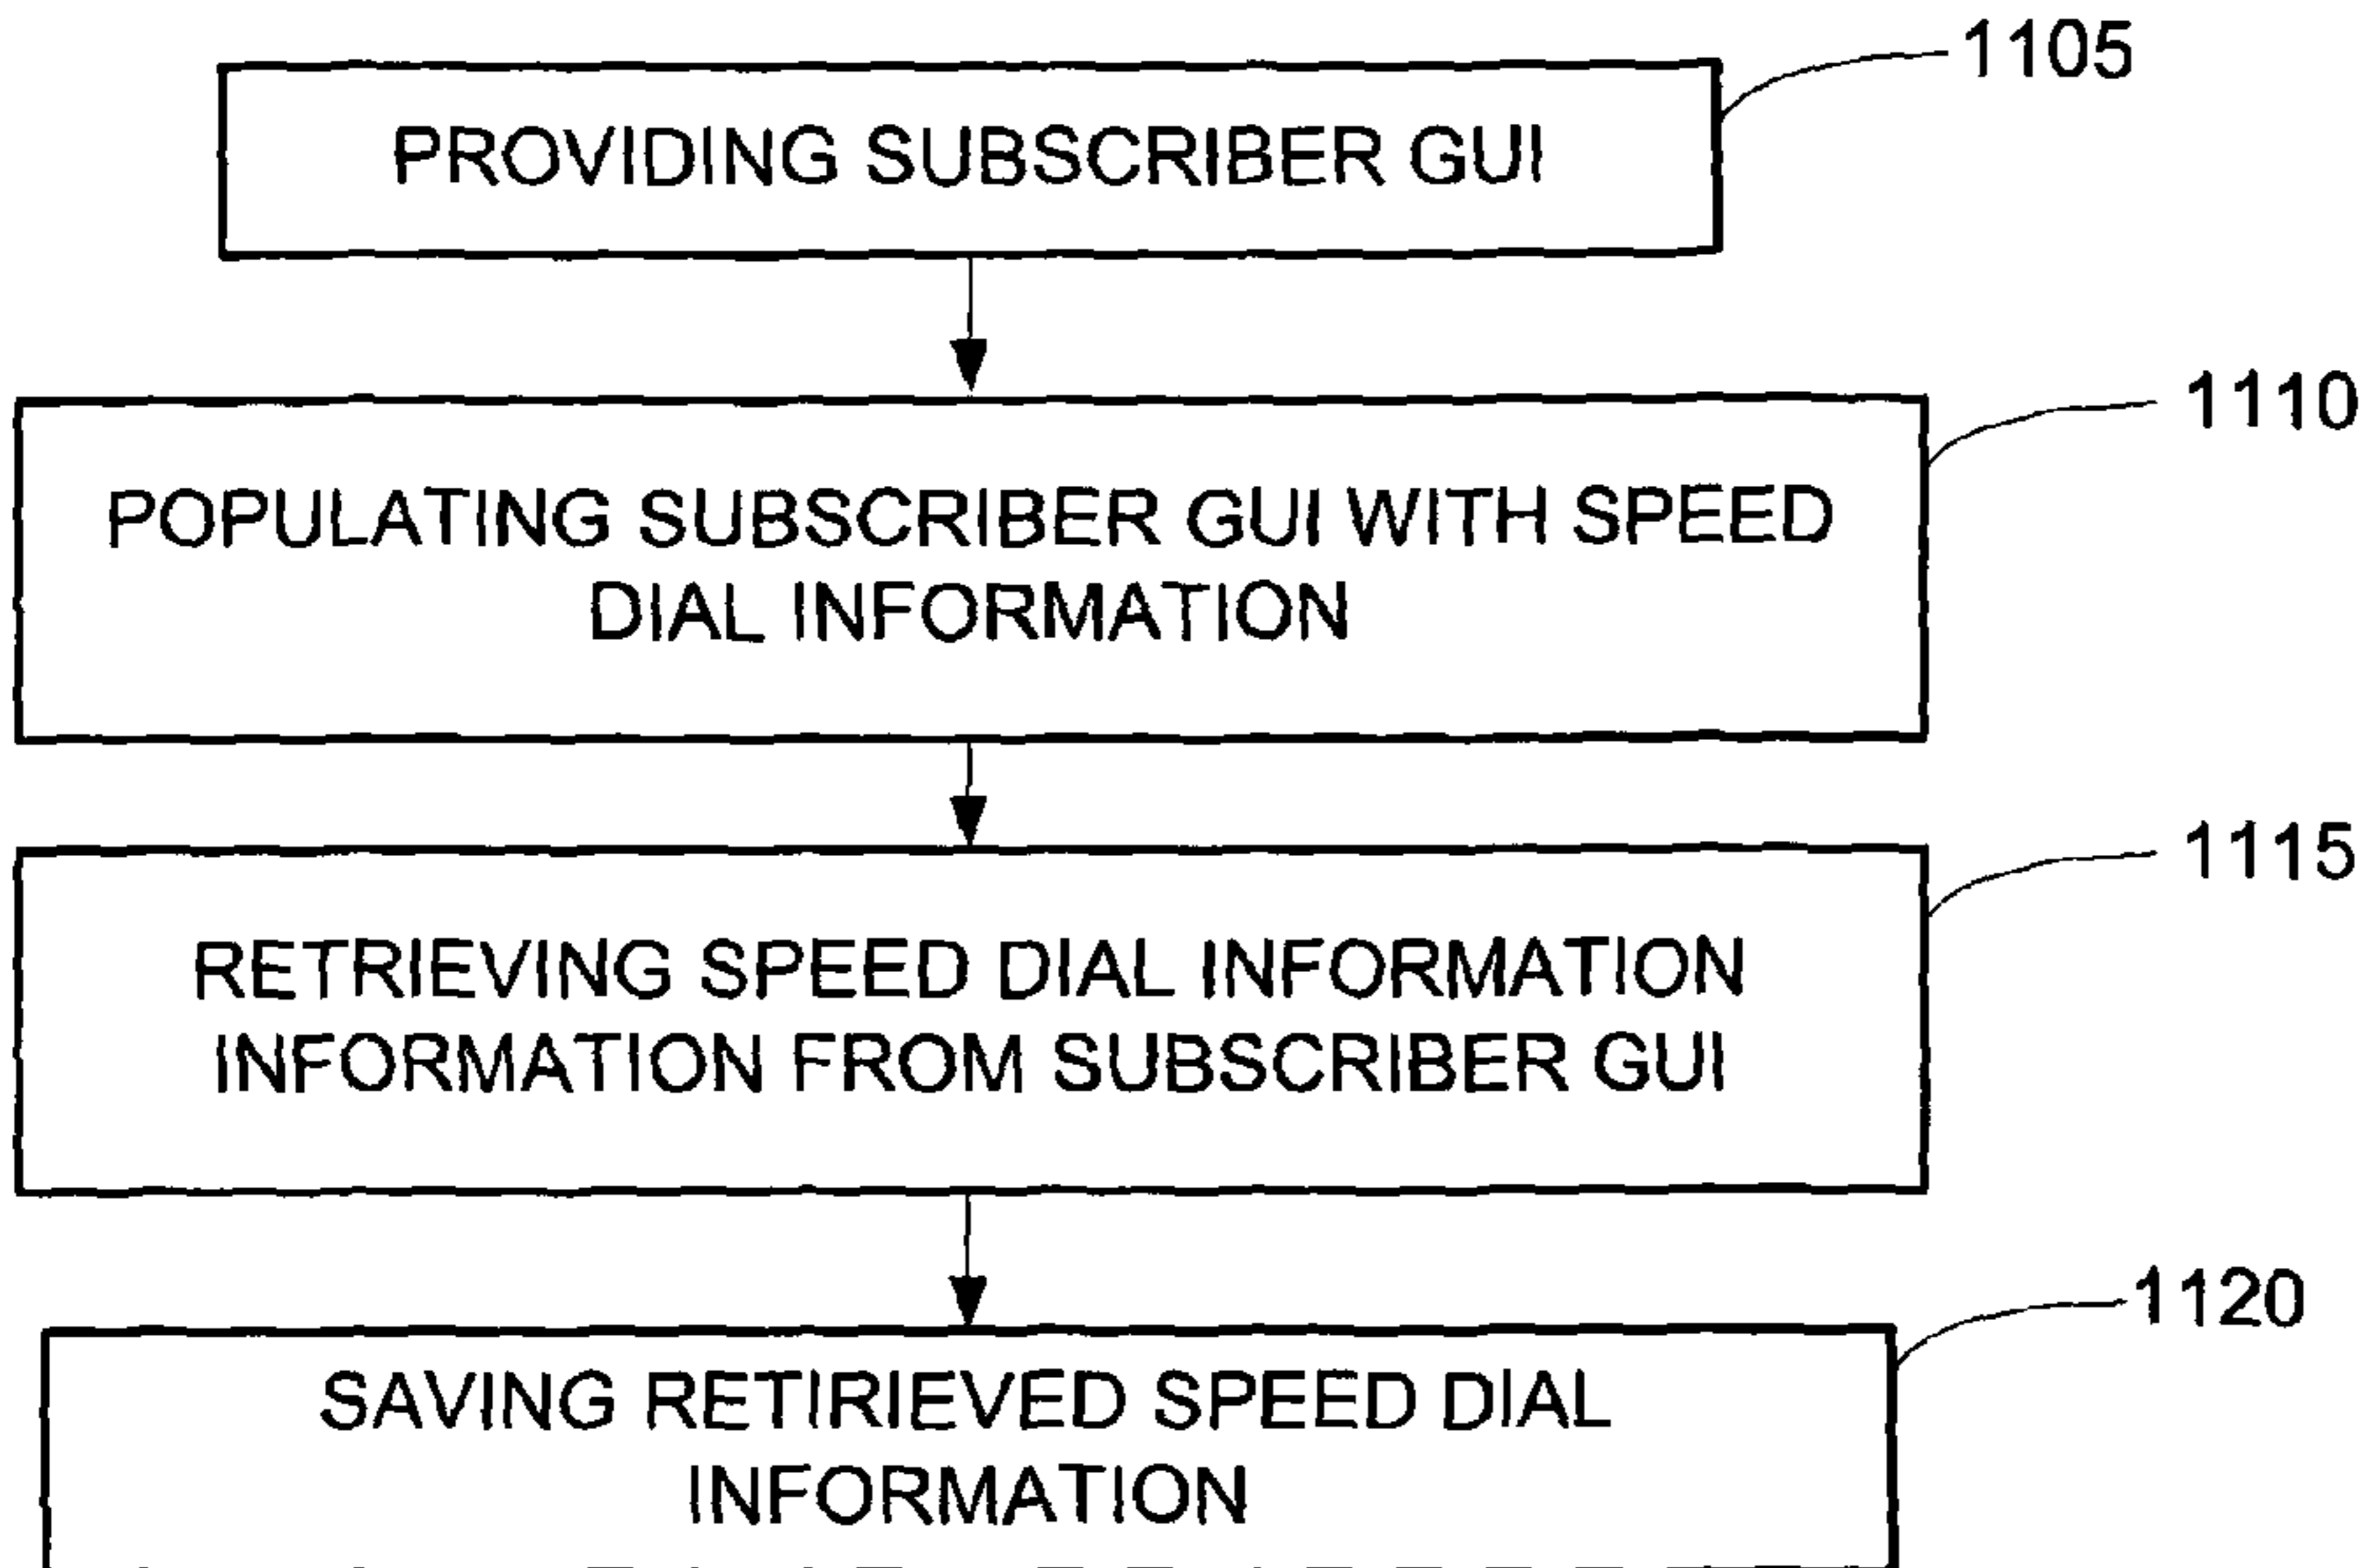 1105
PROVIDING SUBSCRIBER GUI
1110
POPULATING SUBSCRIBER GUI WITH SPEED
DIAL INFORMATION
1115
RETRIEVING SPEED DIAL INFORMATION
INFORMATION FROM SUBSCRIBER GUI
1120
SAVING RETIRIEVED SPEED DIAL
INFORMATION